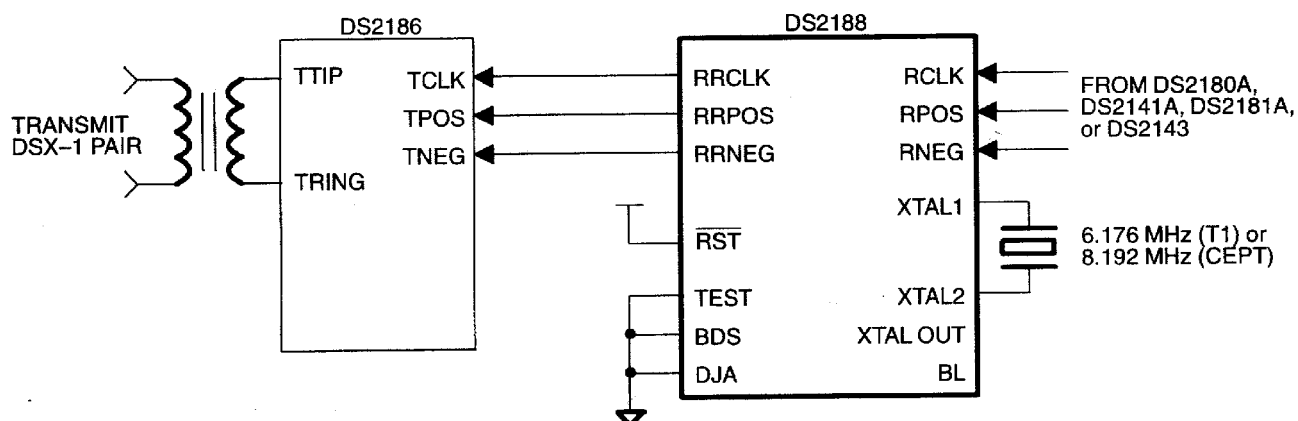 DS2186
DS2188
TTIP
TCLK
RRCLK
RCLK
TRANSMIT
DSX–1 PAIR
TPOS
RRPOS
RPOS
FROM DS2180A,
DS2141A, DS2181A,
or DS2143
TNEG
RRNEG
RNEG
TRING
XTAL1
RST
6.176 MHz (T1) or
8.192 MHz (CEPT)
TEST
XTAL2
BDS
XTAL OUT
DJA
BL